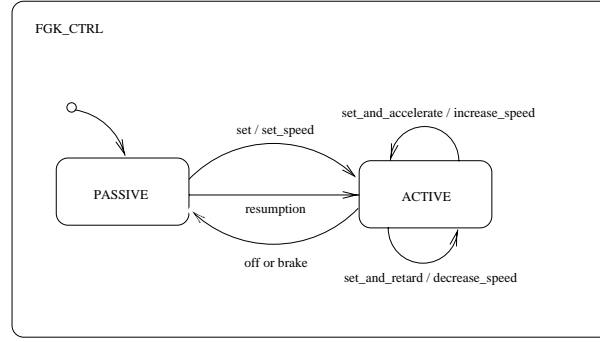 FGK_CTRL
set_and_accelerate / increase_speed
set / set_speed
PASSIVE
ACTIVE
resumption
off or brake
set_and_retard / decrease_speed